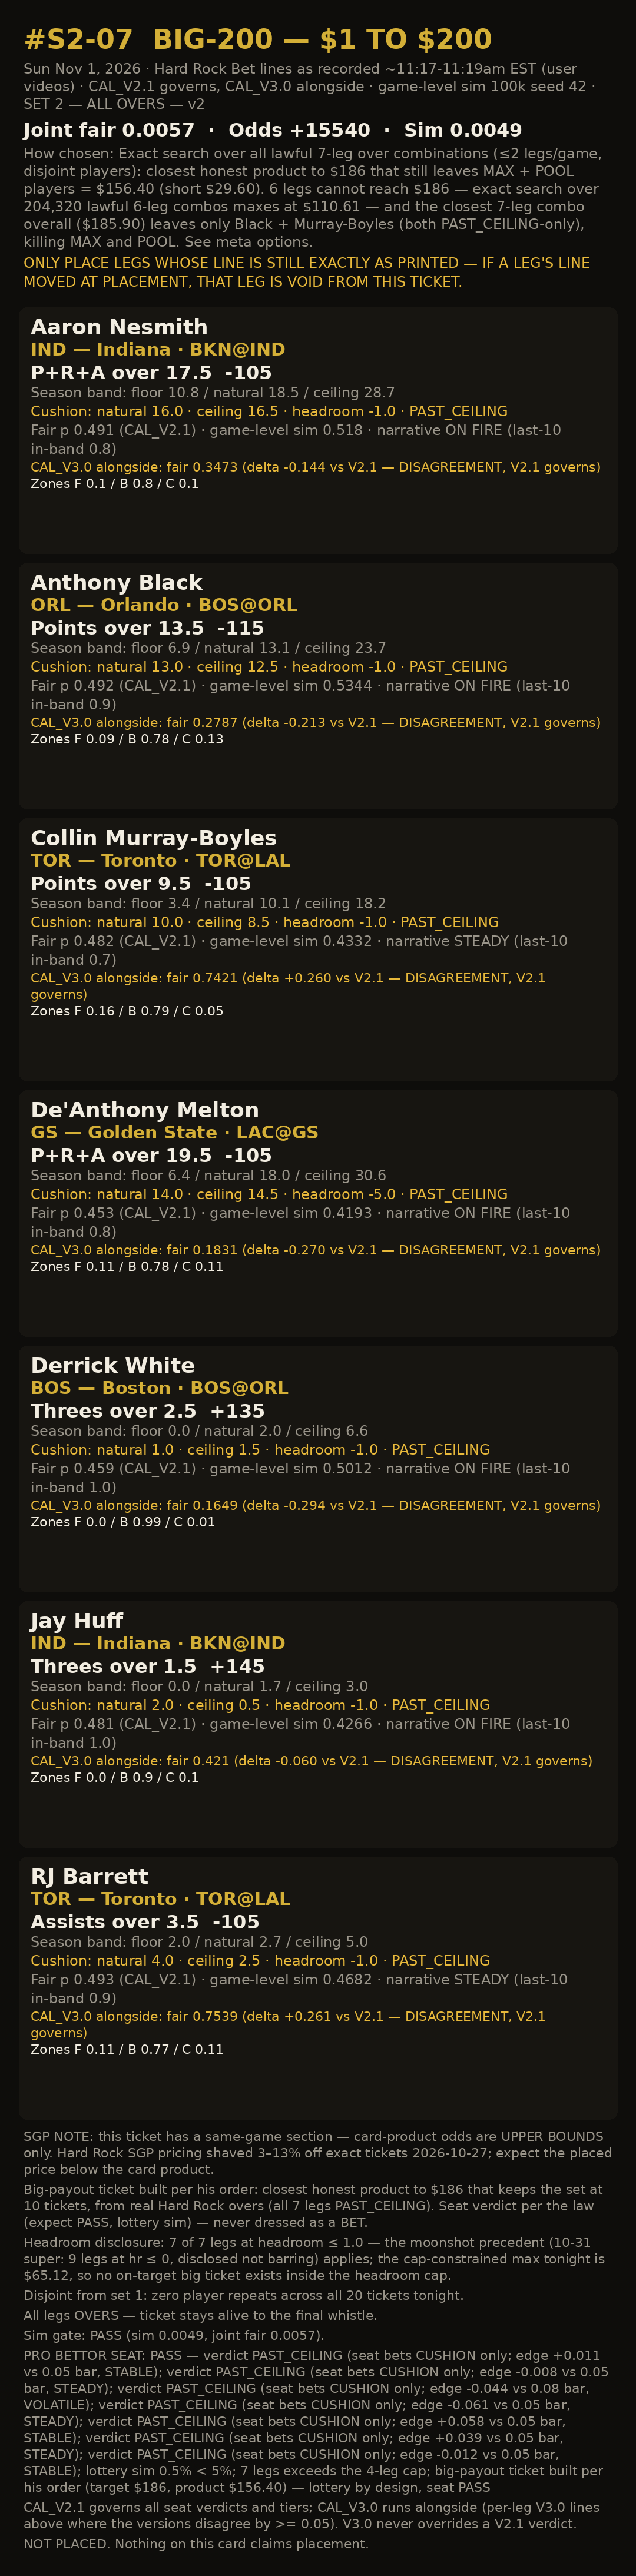 #S2-07  BIG-200 — $1 TO $200
Sun Nov 1, 2026 · Hard Rock Bet lines as recorded ~11:17-11:19am EST (user
videos) · CAL_V2.1 governs, CAL_V3.0 alongside · game-level sim 100k seed 42 ·
SET 2 — ALL OVERS — v2
Joint fair 0.0057  ·  Odds +15540  ·  Sim 0.0049
How chosen: Exact search over all lawful 7-leg over combinations (≤2 legs/game,
disjoint players): closest honest product to $186 that still leaves MAX + POOL
players = $156.40 (short $29.60). 6 legs cannot reach $186 — exact search over
204,320 lawful 6-leg combos maxes at $110.61 — and the closest 7-leg combo
overall ($185.90) leaves only Black + Murray-Boyles (both PAST_CEILING-only),
killing MAX and POOL. See meta options.
ONLY PLACE LEGS WHOSE LINE IS STILL EXACTLY AS PRINTED — IF A LEG'S LINE
MOVED AT PLACEMENT, THAT LEG IS VOID FROM THIS TICKET.
Aaron Nesmith
IND — Indiana · BKN@IND
P+R+A over 17.5  -105
Season band: floor 10.8 / natural 18.5 / ceiling 28.7
Cushion: natural 16.0 · ceiling 16.5 · headroom -1.0 · PAST_CEILING
Fair p 0.491 (CAL_V2.1) · game-level sim 0.518 · narrative ON FIRE (last-10
in-band 0.8)
CAL_V3.0 alongside: fair 0.3473 (delta -0.144 vs V2.1 — DISAGREEMENT, V2.1 governs)
Zones F 0.1 / B 0.8 / C 0.1
Anthony Black
ORL — Orlando · BOS@ORL
Points over 13.5  -115
Season band: floor 6.9 / natural 13.1 / ceiling 23.7
Cushion: natural 13.0 · ceiling 12.5 · headroom -1.0 · PAST_CEILING
Fair p 0.492 (CAL_V2.1) · game-level sim 0.5344 · narrative ON FIRE (last-10
in-band 0.9)
CAL_V3.0 alongside: fair 0.2787 (delta -0.213 vs V2.1 — DISAGREEMENT, V2.1 governs)
Zones F 0.09 / B 0.78 / C 0.13
Collin Murray-Boyles
TOR — Toronto · TOR@LAL
Points over 9.5  -105
Season band: floor 3.4 / natural 10.1 / ceiling 18.2
Cushion: natural 10.0 · ceiling 8.5 · headroom -1.0 · PAST_CEILING
Fair p 0.482 (CAL_V2.1) · game-level sim 0.4332 · narrative STEADY (last-10
in-band 0.7)
CAL_V3.0 alongside: fair 0.7421 (delta +0.260 vs V2.1 — DISAGREEMENT, V2.1
governs)
Zones F 0.16 / B 0.79 / C 0.05
De'Anthony Melton
GS — Golden State · LAC@GS
P+R+A over 19.5  -105
Season band: floor 6.4 / natural 18.0 / ceiling 30.6
Cushion: natural 14.0 · ceiling 14.5 · headroom -5.0 · PAST_CEILING
Fair p 0.453 (CAL_V2.1) · game-level sim 0.4193 · narrative ON FIRE (last-10
in-band 0.8)
CAL_V3.0 alongside: fair 0.1831 (delta -0.270 vs V2.1 — DISAGREEMENT, V2.1 governs)
Zones F 0.11 / B 0.78 / C 0.11
Derrick White
BOS — Boston · BOS@ORL
Threes over 2.5  +135
Season band: floor 0.0 / natural 2.0 / ceiling 6.6
Cushion: natural 1.0 · ceiling 1.5 · headroom -1.0 · PAST_CEILING
Fair p 0.459 (CAL_V2.1) · game-level sim 0.5012 · narrative ON FIRE (last-10
in-band 1.0)
CAL_V3.0 alongside: fair 0.1649 (delta -0.294 vs V2.1 — DISAGREEMENT, V2.1 governs)
Zones F 0.0 / B 0.99 / C 0.01
Jay Huff
IND — Indiana · BKN@IND
Threes over 1.5  +145
Season band: floor 0.0 / natural 1.7 / ceiling 3.0
Cushion: natural 2.0 · ceiling 0.5 · headroom -1.0 · PAST_CEILING
Fair p 0.481 (CAL_V2.1) · game-level sim 0.4266 · narrative ON FIRE (last-10
in-band 1.0)
CAL_V3.0 alongside: fair 0.421 (delta -0.060 vs V2.1 — DISAGREEMENT, V2.1 governs)
Zones F 0.0 / B 0.9 / C 0.1
RJ Barrett
TOR — Toronto · TOR@LAL
Assists over 3.5  -105
Season band: floor 2.0 / natural 2.7 / ceiling 5.0
Cushion: natural 4.0 · ceiling 2.5 · headroom -1.0 · PAST_CEILING
Fair p 0.493 (CAL_V2.1) · game-level sim 0.4682 · narrative STEADY (last-10
in-band 0.9)
CAL_V3.0 alongside: fair 0.7539 (delta +0.261 vs V2.1 — DISAGREEMENT, V2.1
governs)
Zones F 0.11 / B 0.77 / C 0.11
SGP NOTE: this ticket has a same-game section — card-product odds are UPPER BOUNDS
only. Hard Rock SGP pricing shaved 3–13% off exact tickets 2026-10-27; expect the placed
price below the card product.
Big-payout ticket built per his order: closest honest product to $186 that keeps the set at
10 tickets, from real Hard Rock overs (all 7 legs PAST_CEILING). Seat verdict per the law
(expect PASS, lottery sim) — never dressed as a BET.
Headroom disclosure: 7 of 7 legs at headroom ≤ 1.0 — the moonshot precedent (10-31
super: 9 legs at hr ≤ 0, disclosed not barring) applies; the cap-constrained max tonight is
$65.12, so no on-target big ticket exists inside the headroom cap.
Disjoint from set 1: zero player repeats across all 20 tickets tonight.
All legs OVERS — ticket stays alive to the final whistle.
Sim gate: PASS (sim 0.0049, joint fair 0.0057).
PRO BETTOR SEAT: PASS — verdict PAST_CEILING (seat bets CUSHION only; edge +0.011
vs 0.05 bar, STABLE); verdict PAST_CEILING (seat bets CUSHION only; edge -0.008 vs 0.05
bar, STEADY); verdict PAST_CEILING (seat bets CUSHION only; edge -0.044 vs 0.08 bar,
VOLATILE); verdict PAST_CEILING (seat bets CUSHION only; edge -0.061 vs 0.05 bar,
STEADY); verdict PAST_CEILING (seat bets CUSHION only; edge +0.058 vs 0.05 bar,
STABLE); verdict PAST_CEILING (seat bets CUSHION only; edge +0.039 vs 0.05 bar,
STEADY); verdict PAST_CEILING (seat bets CUSHION only; edge -0.012 vs 0.05 bar,
STABLE); lottery sim 0.5% < 5%; 7 legs exceeds the 4-leg cap; big-payout ticket built per
his order (target $186, product $156.40) — lottery by design, seat PASS
CAL_V2.1 governs all seat verdicts and tiers; CAL_V3.0 runs alongside (per-leg V3.0 lines
above where the versions disagree by >= 0.05). V3.0 never overrides a V2.1 verdict.
NOT PLACED. Nothing on this card claims placement.